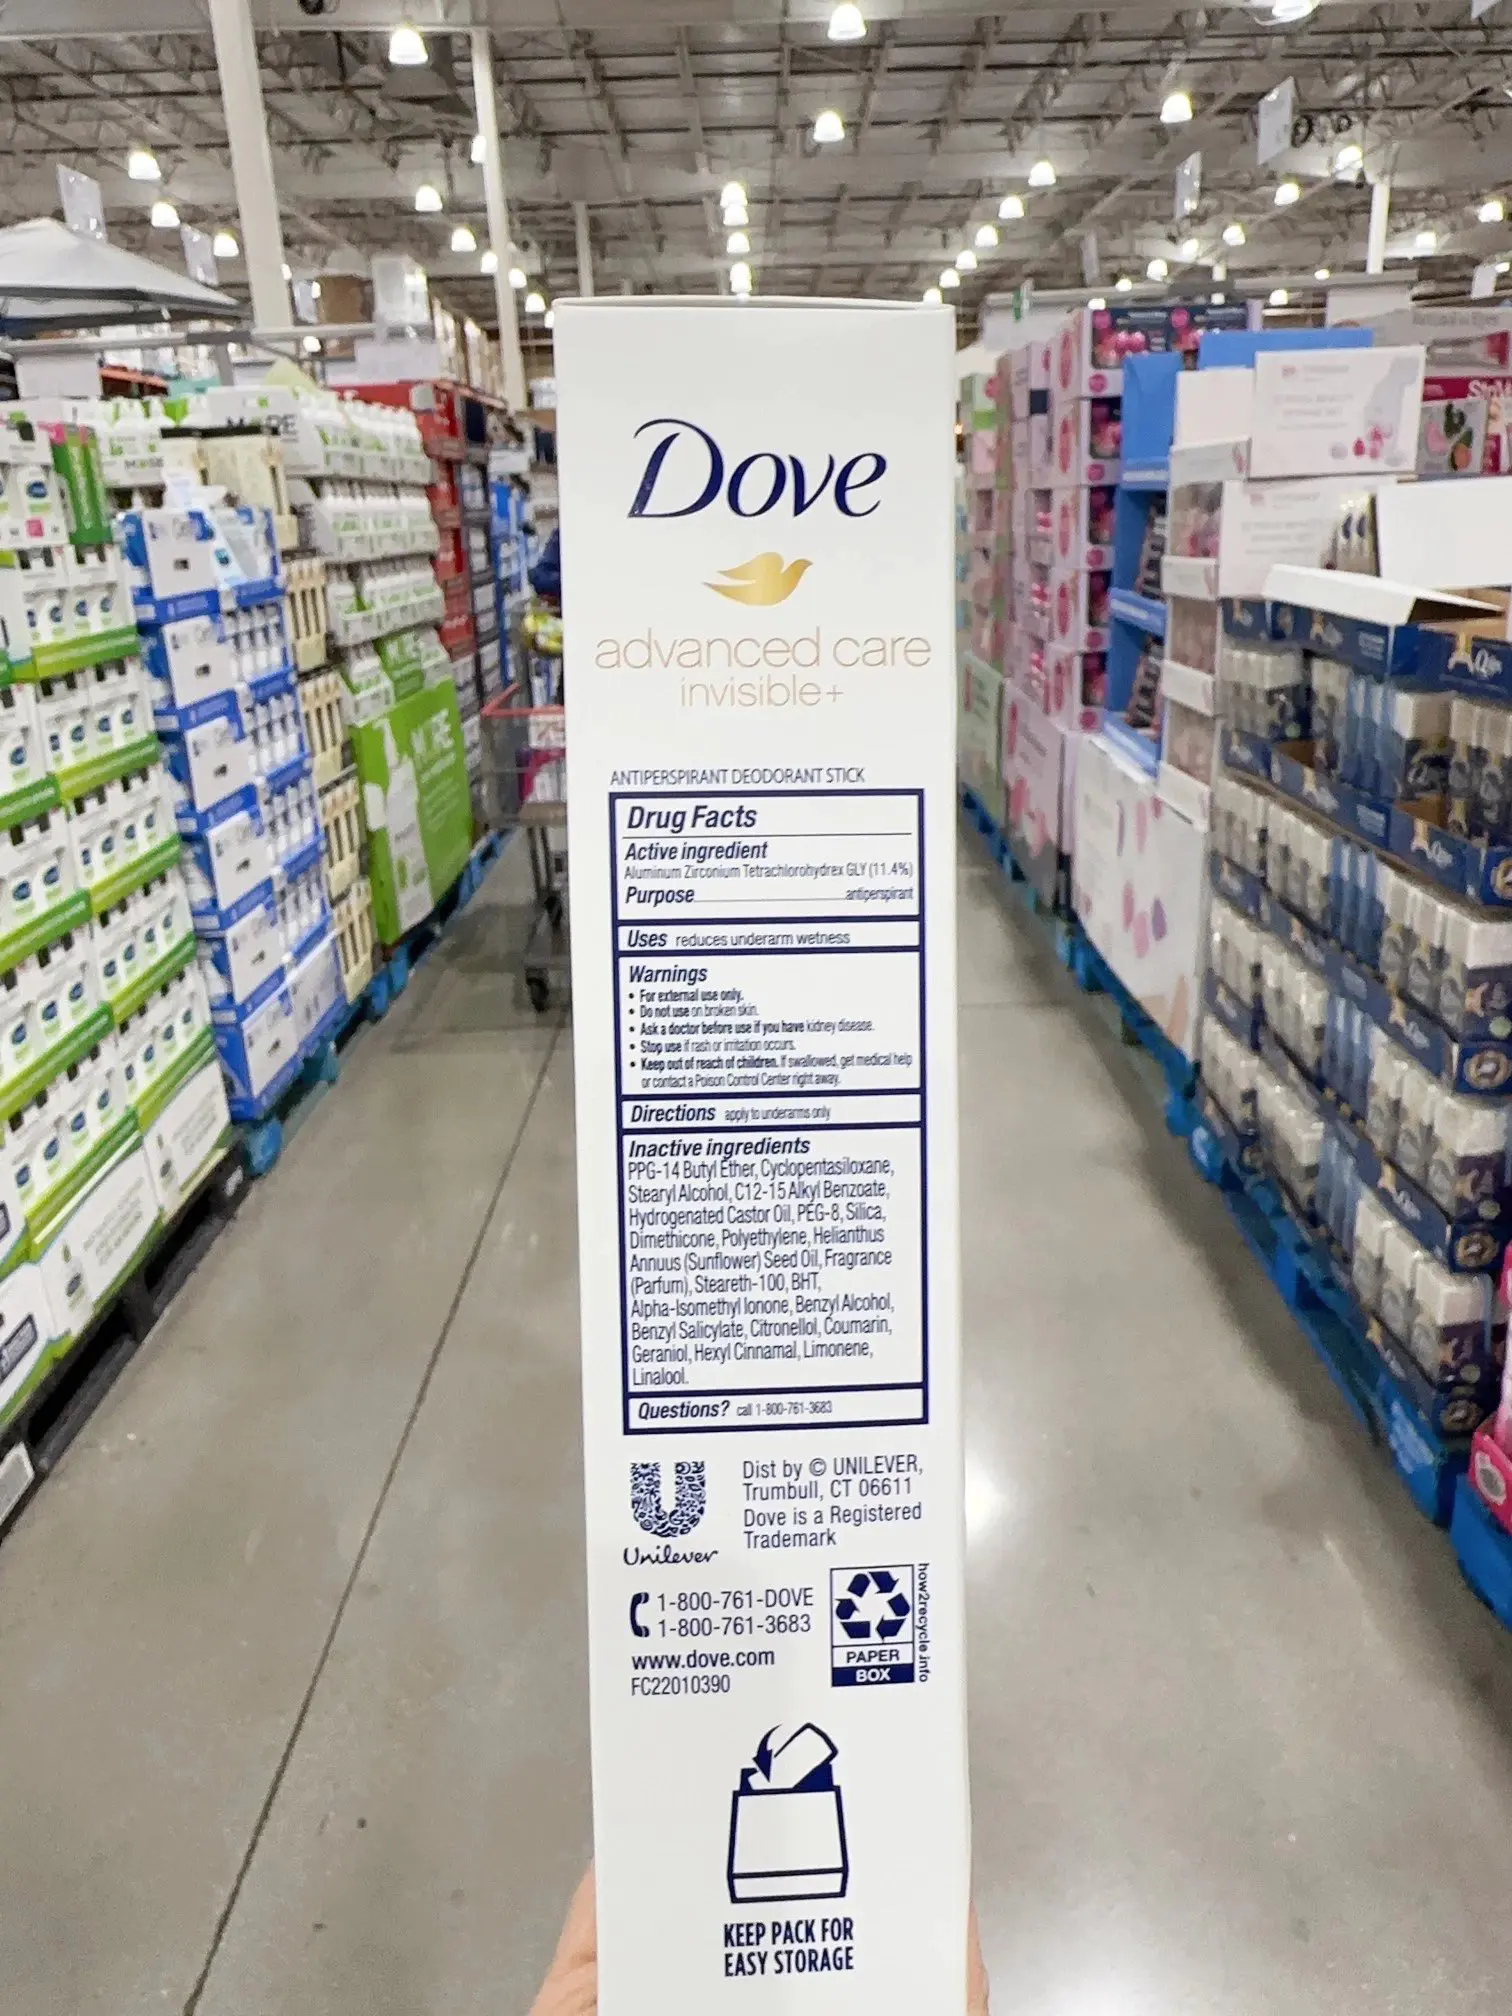 Dove
advanced care
invisible+
ANTIPERSPIRANT DEODORANT STICK
Drug Facts
Active ingredient
Aluminum Zirconium Tetrachlorohydrex GLY (11.4%)
Purpose antiperspirant
Uses reduces underarm wetness
Warnings
• For external use only.
• Do not use on broken skin.
• Ask a doctor before use if you have kidney disease.
• Stop use if rash or irritation occurs.
• Keep out of reach of children. If swallowed, get medical help
or contact a Poison Control Center right away.
Directions apply to underarms only
Inactive ingredients
PPG-14 Butyl Ether, Cyclopentasiloxane,
Stearyl Alcohol, C12-15 Alkyl Benzoate,
Hydrogenated Castor Oil, PEG-8, Silica,
Dimethicone, Polyethylene, Helianthus
Annuus (Sunflower) Seed Oil, Fragrance
(Parfum), Steareth-100, BHT,
Alpha-Isomethyl Ionone, Benzyl Alcohol,
Benzyl Salicylate, Citronellol, Coumarin,
Geraniol, Hexyl Cinnamal, Limonene,
Linalool.
Questions? call 1-800-761-3683
Unilever
Dist by © UNILEVER,
Trumbull, CT 06611
Dove is a Registered
Trademark
1-800-761-DOVE
1-800-761-3683
www.dove.com
FC22010390
PAPER
BOX
how2recycle.info
KEEP PACK FOR
EASY STORAGE